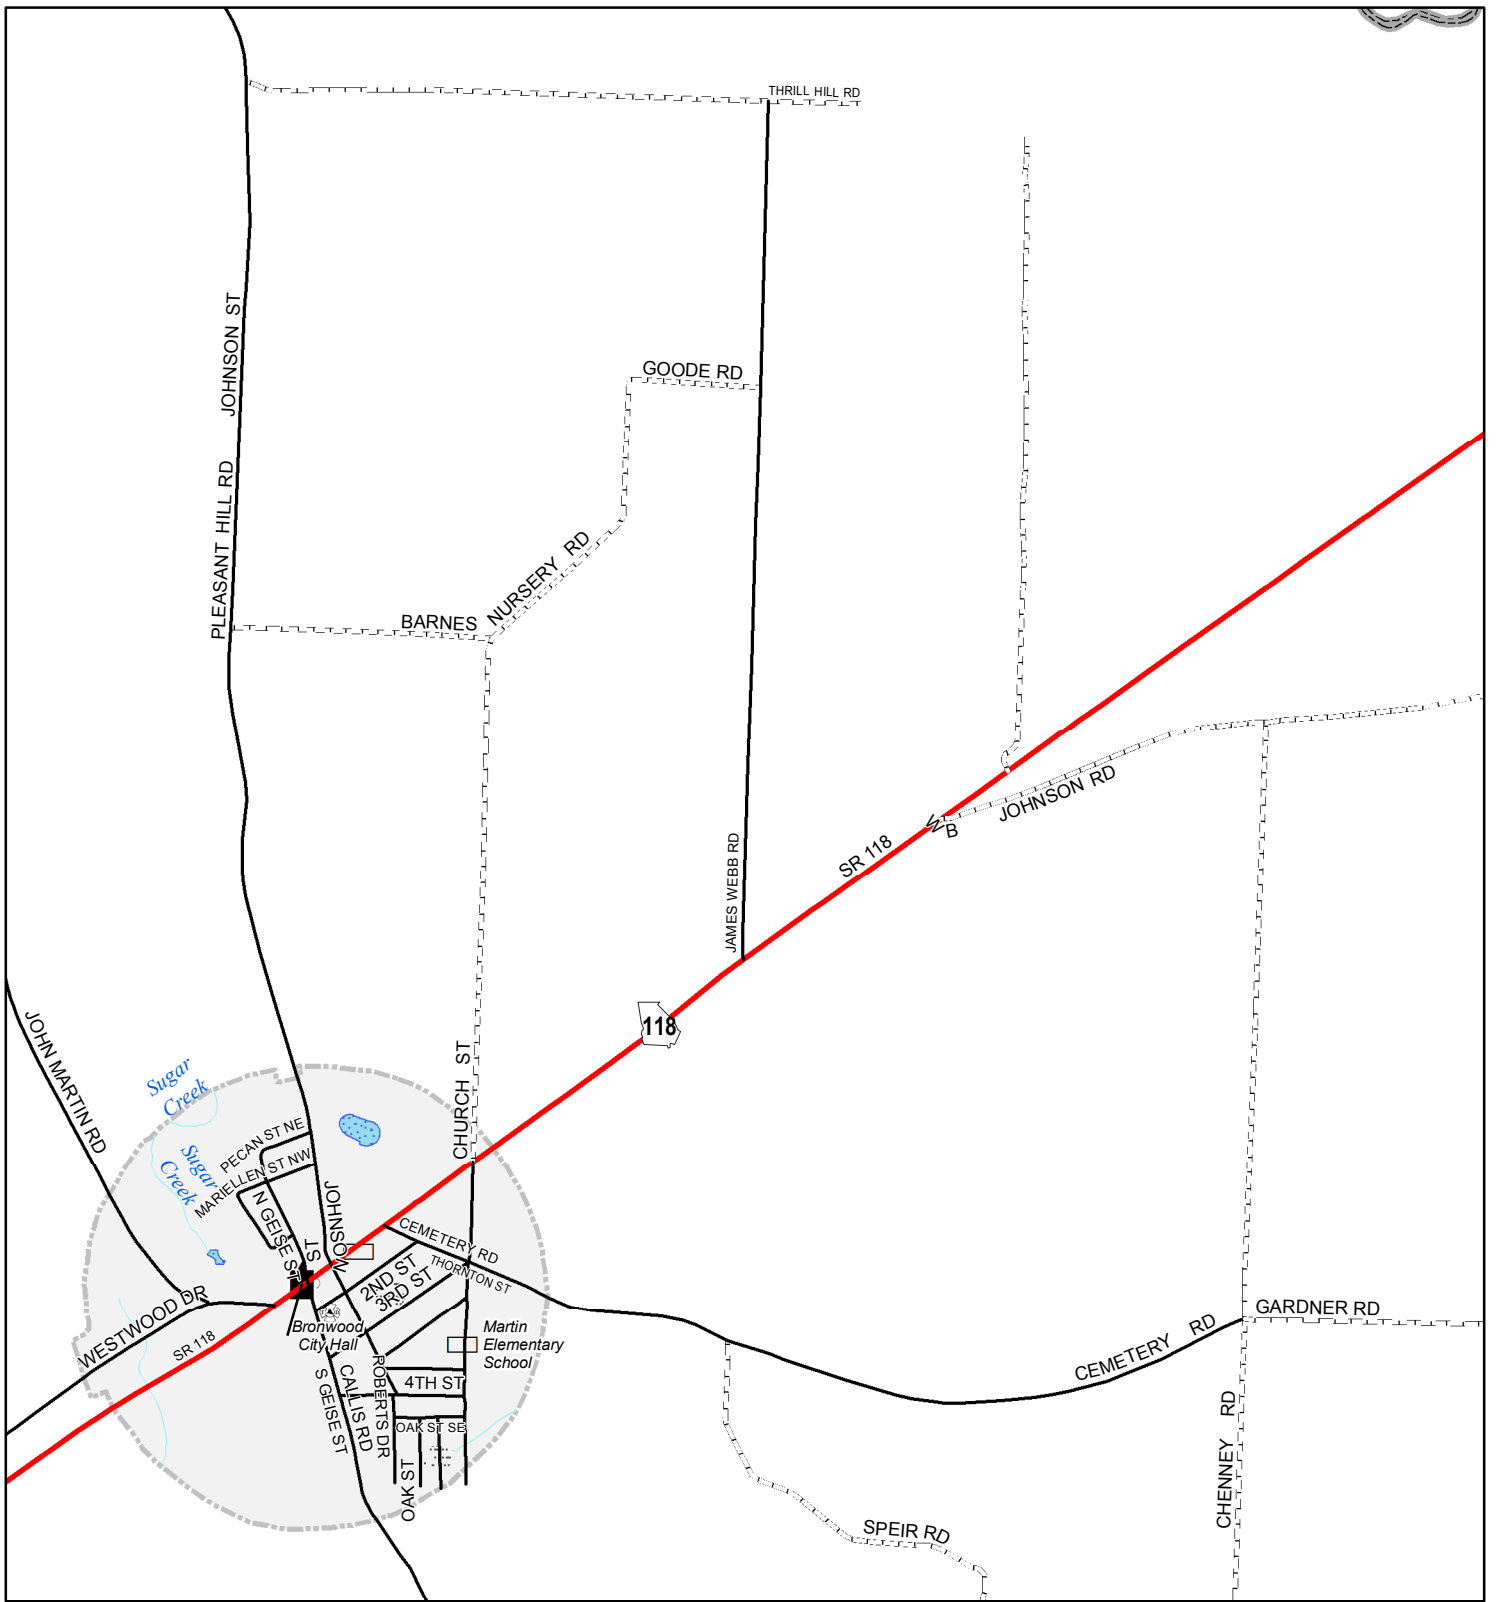 THRILL HILL RD
JOHNSON ST
GOODE RD
PLEASANT HILL RD
BARNES NURSERY RD
W B JOHNSON RD
SR 118
JAMES WEBB RD
118
JOHN MARTIN RD
CHURCH ST
Sugar
Creek
PECAN ST NE
Sugar
Creek
MARIELLEN ST NW
N GEISE ST
JOHNSON
ST
CEMETERY RD
THORNTON ST
2ND ST
3RD ST
WESTWOOD DR
SR 118
Bronwood
City Hall
Martin
Elementary
School
GARDNER RD
CEMETERY RD
4TH ST
ROBERTS DR
CALLIS RD
S GEISE ST
OAK ST SE
OAK ST
CHENNEY RD
SPEIR RD